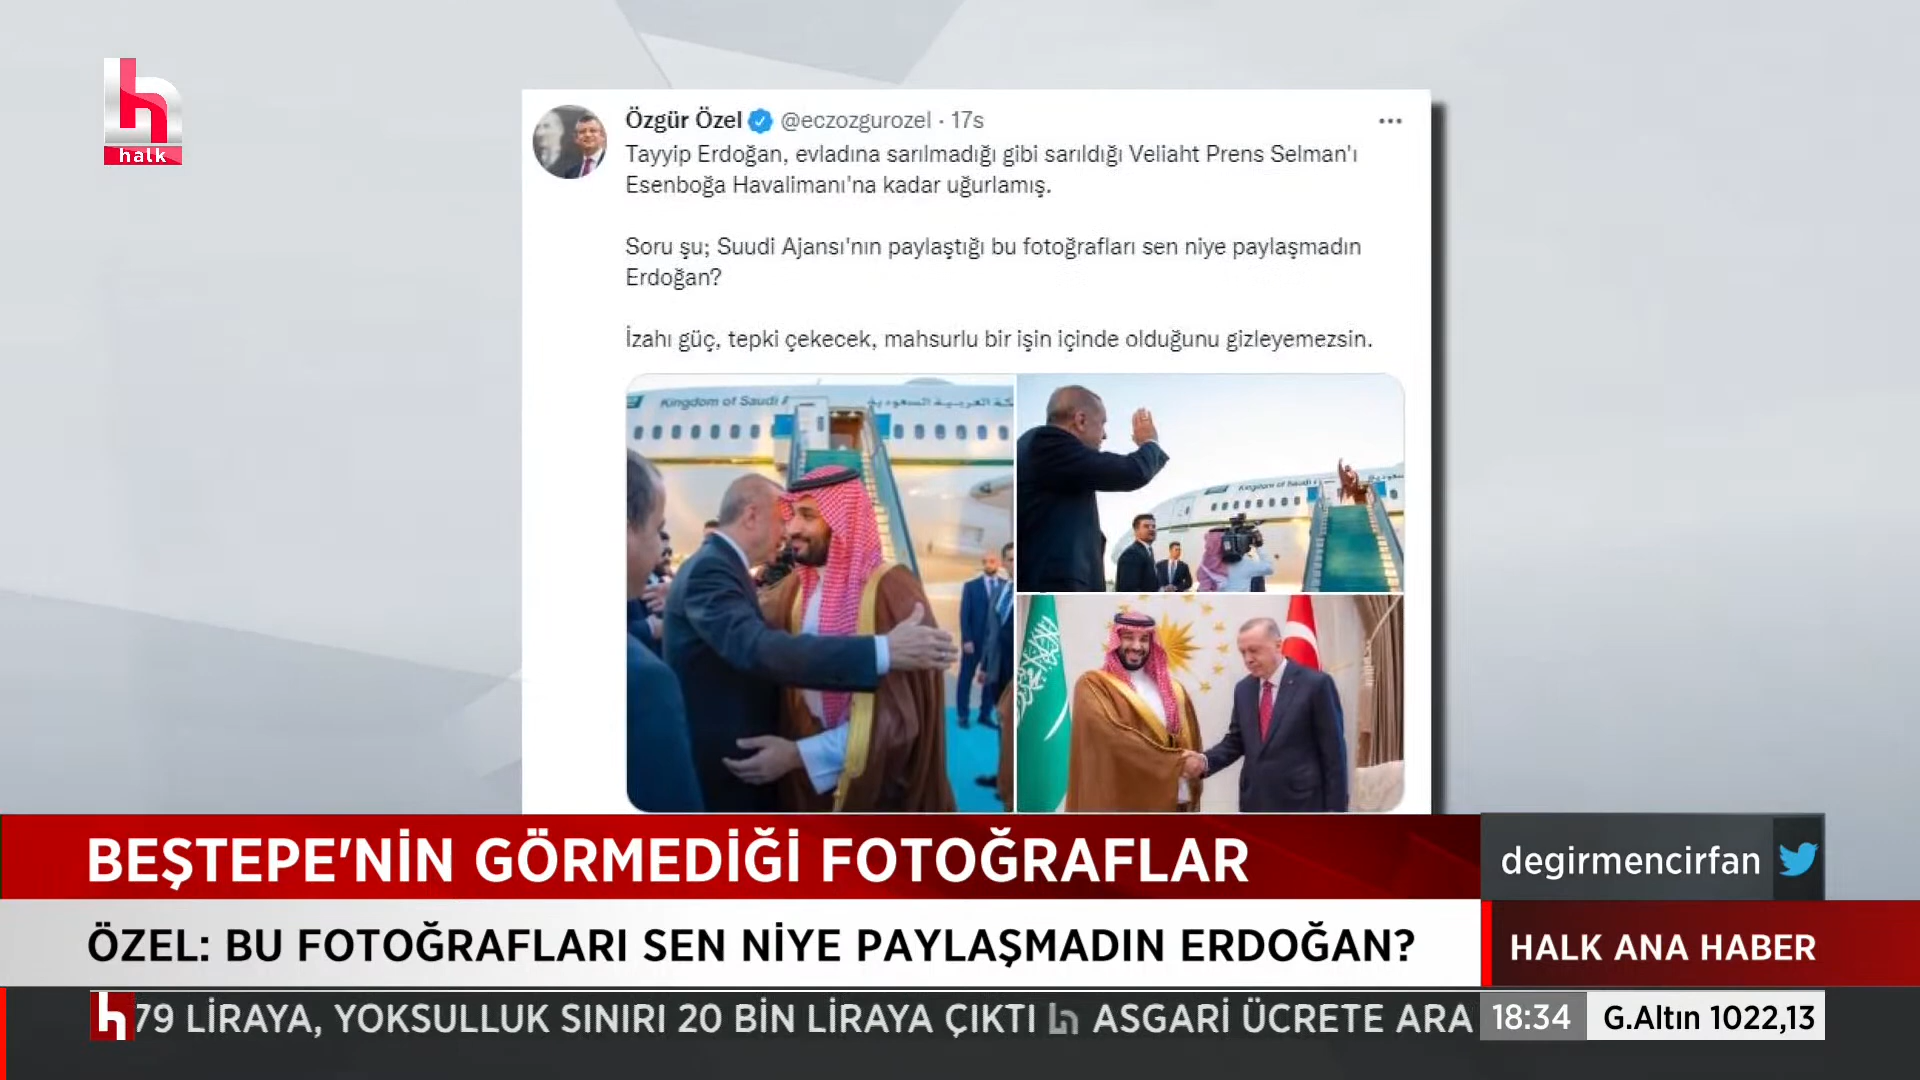 halk
Özgür Özel @eczozgurozel · 17s
Tayyip Erdoğan, evladına sarılmadığı gibi sarıldığı Veliaht Prens Selman'ı
Esenboğa Havalimanı'na kadar uğurlamış.
Soru şu; Suudi Ajansı'nın paylaştığı bu fotoğrafları sen niye paylaşmadın
Erdoğan?
İzahı güç, tepki çekecek, mahsurlu bir işin içinde olduğunu gizleyemezsin.
Kingdom of Saudi
Kingdom of Saudi
BEŞTEPE'NİN GÖRMEDİĞİ FOTOĞRAFLAR
degirmencirfan
ÖZEL: BU FOTOĞRAFLARI SEN NİYE PAYLAŞMADIN ERDOĞAN?
HALK ANA HABER
79 LİRAYA, YOKSULLUK SINIRI 20 BİN LİRAYA ÇIKTI ASGARİ ÜCRETE ARA
18:34 G.Altın 1022,13